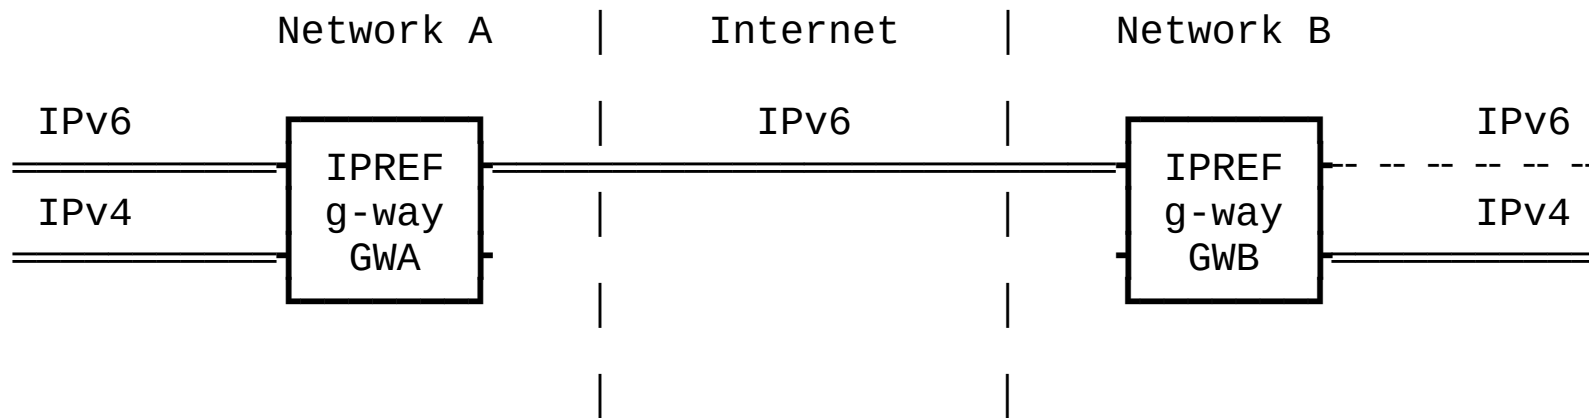 Network A | Internet | Network B
IPv6 IPv6 IPv6
IPREF IPREF
IPv4 g-way g-way IPv4
GWA GWB